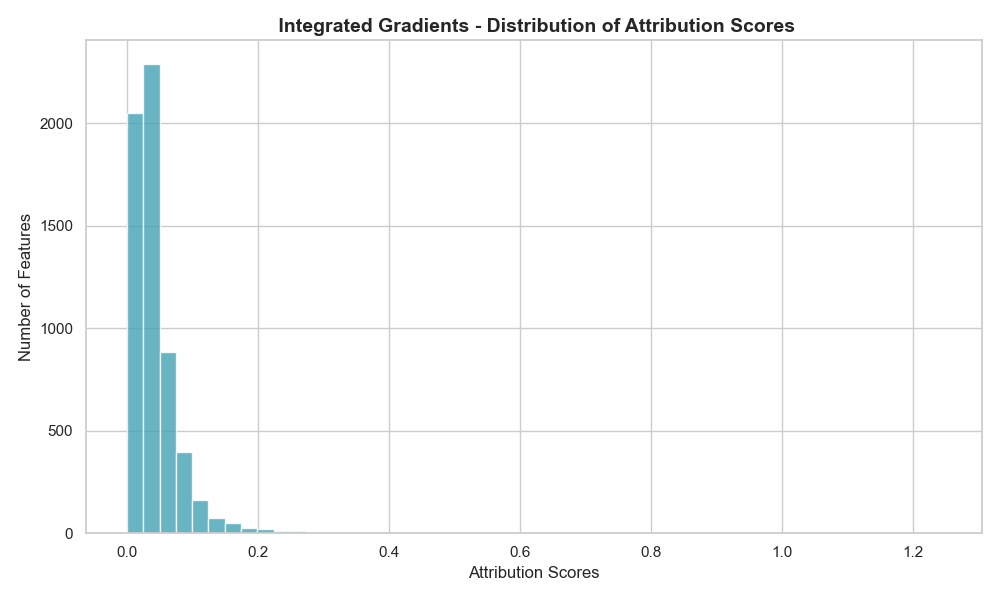 Integrated Gradients - Distribution of Attribution Scores
Number of Features
2000
1500
1000
500
0
0.0 0.2 0.4 0.6 0.8 1.0 1.2
Attribution Scores